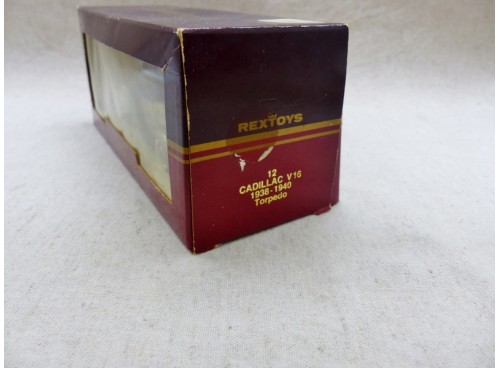 REXTOYS
12
CADILLAC V16
1938-1940
Torpedo